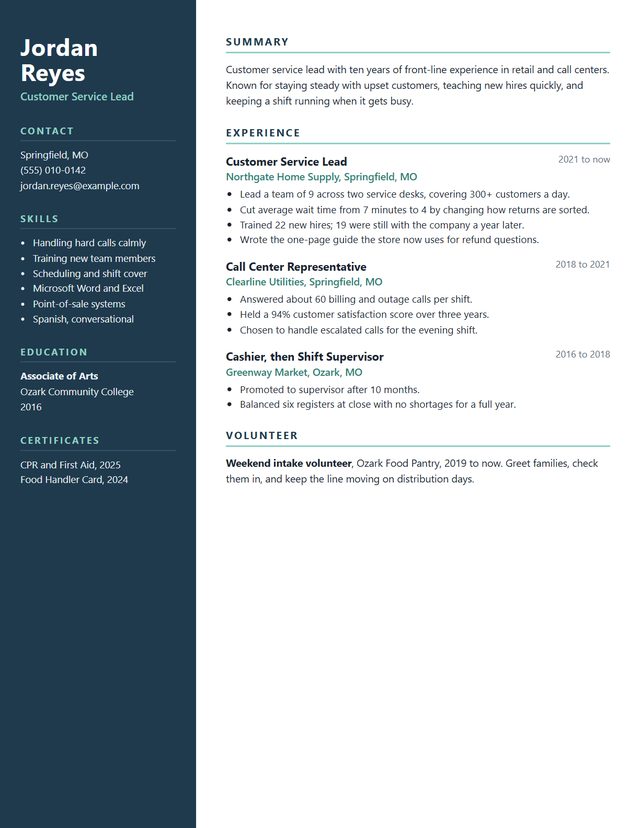 Jordan
Reyes
Customer Service Lead
CONTACT
Springfield, MO
(555) 010-0142
jordan.reyes@example.com
SKILLS
• Handling hard calls calmly
• Training new team members
• Scheduling and shift cover
• Microsoft Word and Excel
• Point-of-sale systems
• Spanish, conversational
EDUCATION
Associate of Arts
Ozark Community College
2016
CERTIFICATES
CPR and First Aid, 2025
Food Handler Card, 2024
SUMMARY
Customer service lead with ten years of front-line experience in retail and call centers.
Known for staying steady with upset customers, teaching new hires quickly, and
keeping a shift running when it gets busy.
EXPERIENCE
Customer Service Lead 2021 to now
Northgate Home Supply, Springfield, MO
• Lead a team of 9 across two service desks, covering 300+ customers a day.
• Cut average wait time from 7 minutes to 4 by changing how returns are sorted.
• Trained 22 new hires; 19 were still with the company a year later.
• Wrote the one-page guide the store now uses for refund questions.
Call Center Representative 2018 to 2021
Clearline Utilities, Springfield, MO
• Answered about 60 billing and outage calls per shift.
• Held a 94% customer satisfaction score over three years.
• Chosen to handle escalated calls for the evening shift.
Cashier, then Shift Supervisor 2016 to 2018
Greenway Market, Ozark, MO
• Promoted to supervisor after 10 months.
• Balanced six registers at close with no shortages for a full year.
VOLUNTEER
Weekend intake volunteer, Ozark Food Pantry, 2019 to now. Greet families, check
them in, and keep the line moving on distribution days.